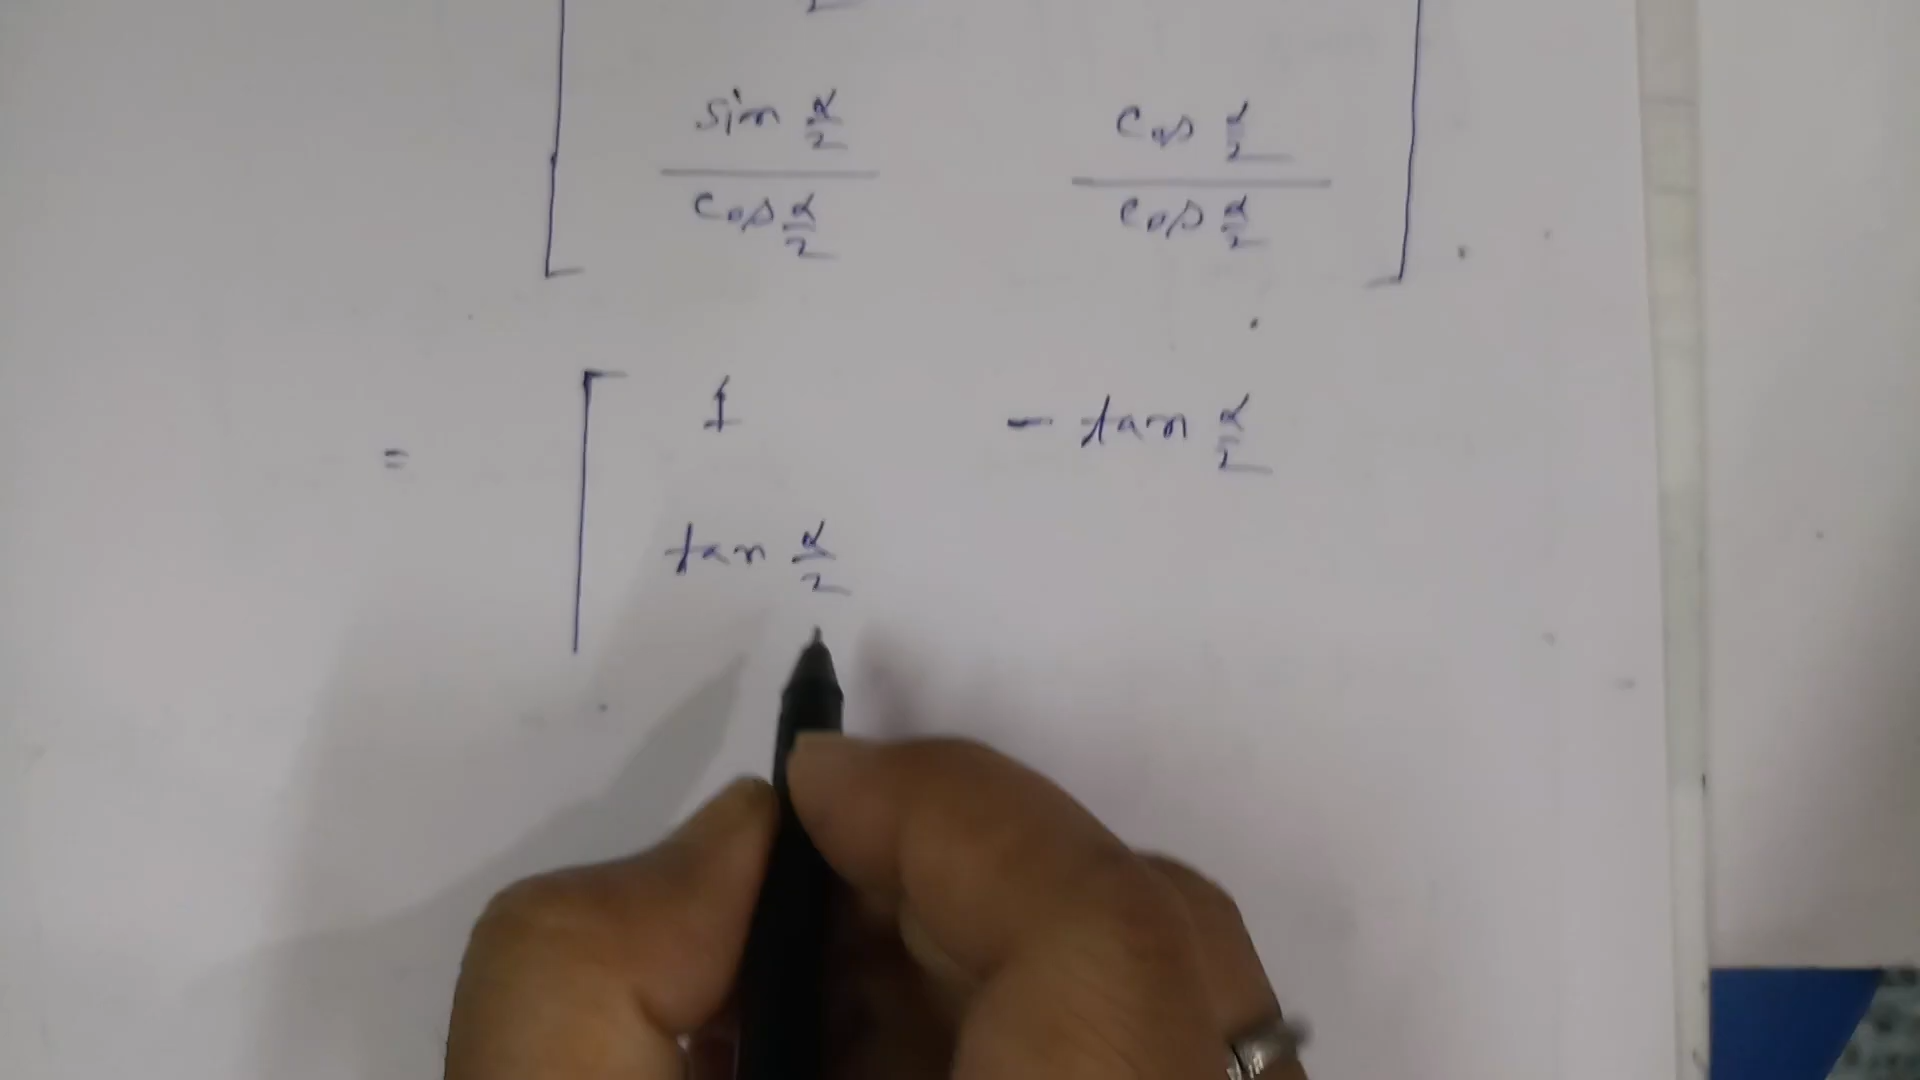 sin α/2 cos α/2
cos α/2 cos α/2
= [ 1 - tan α/2
tan α/2